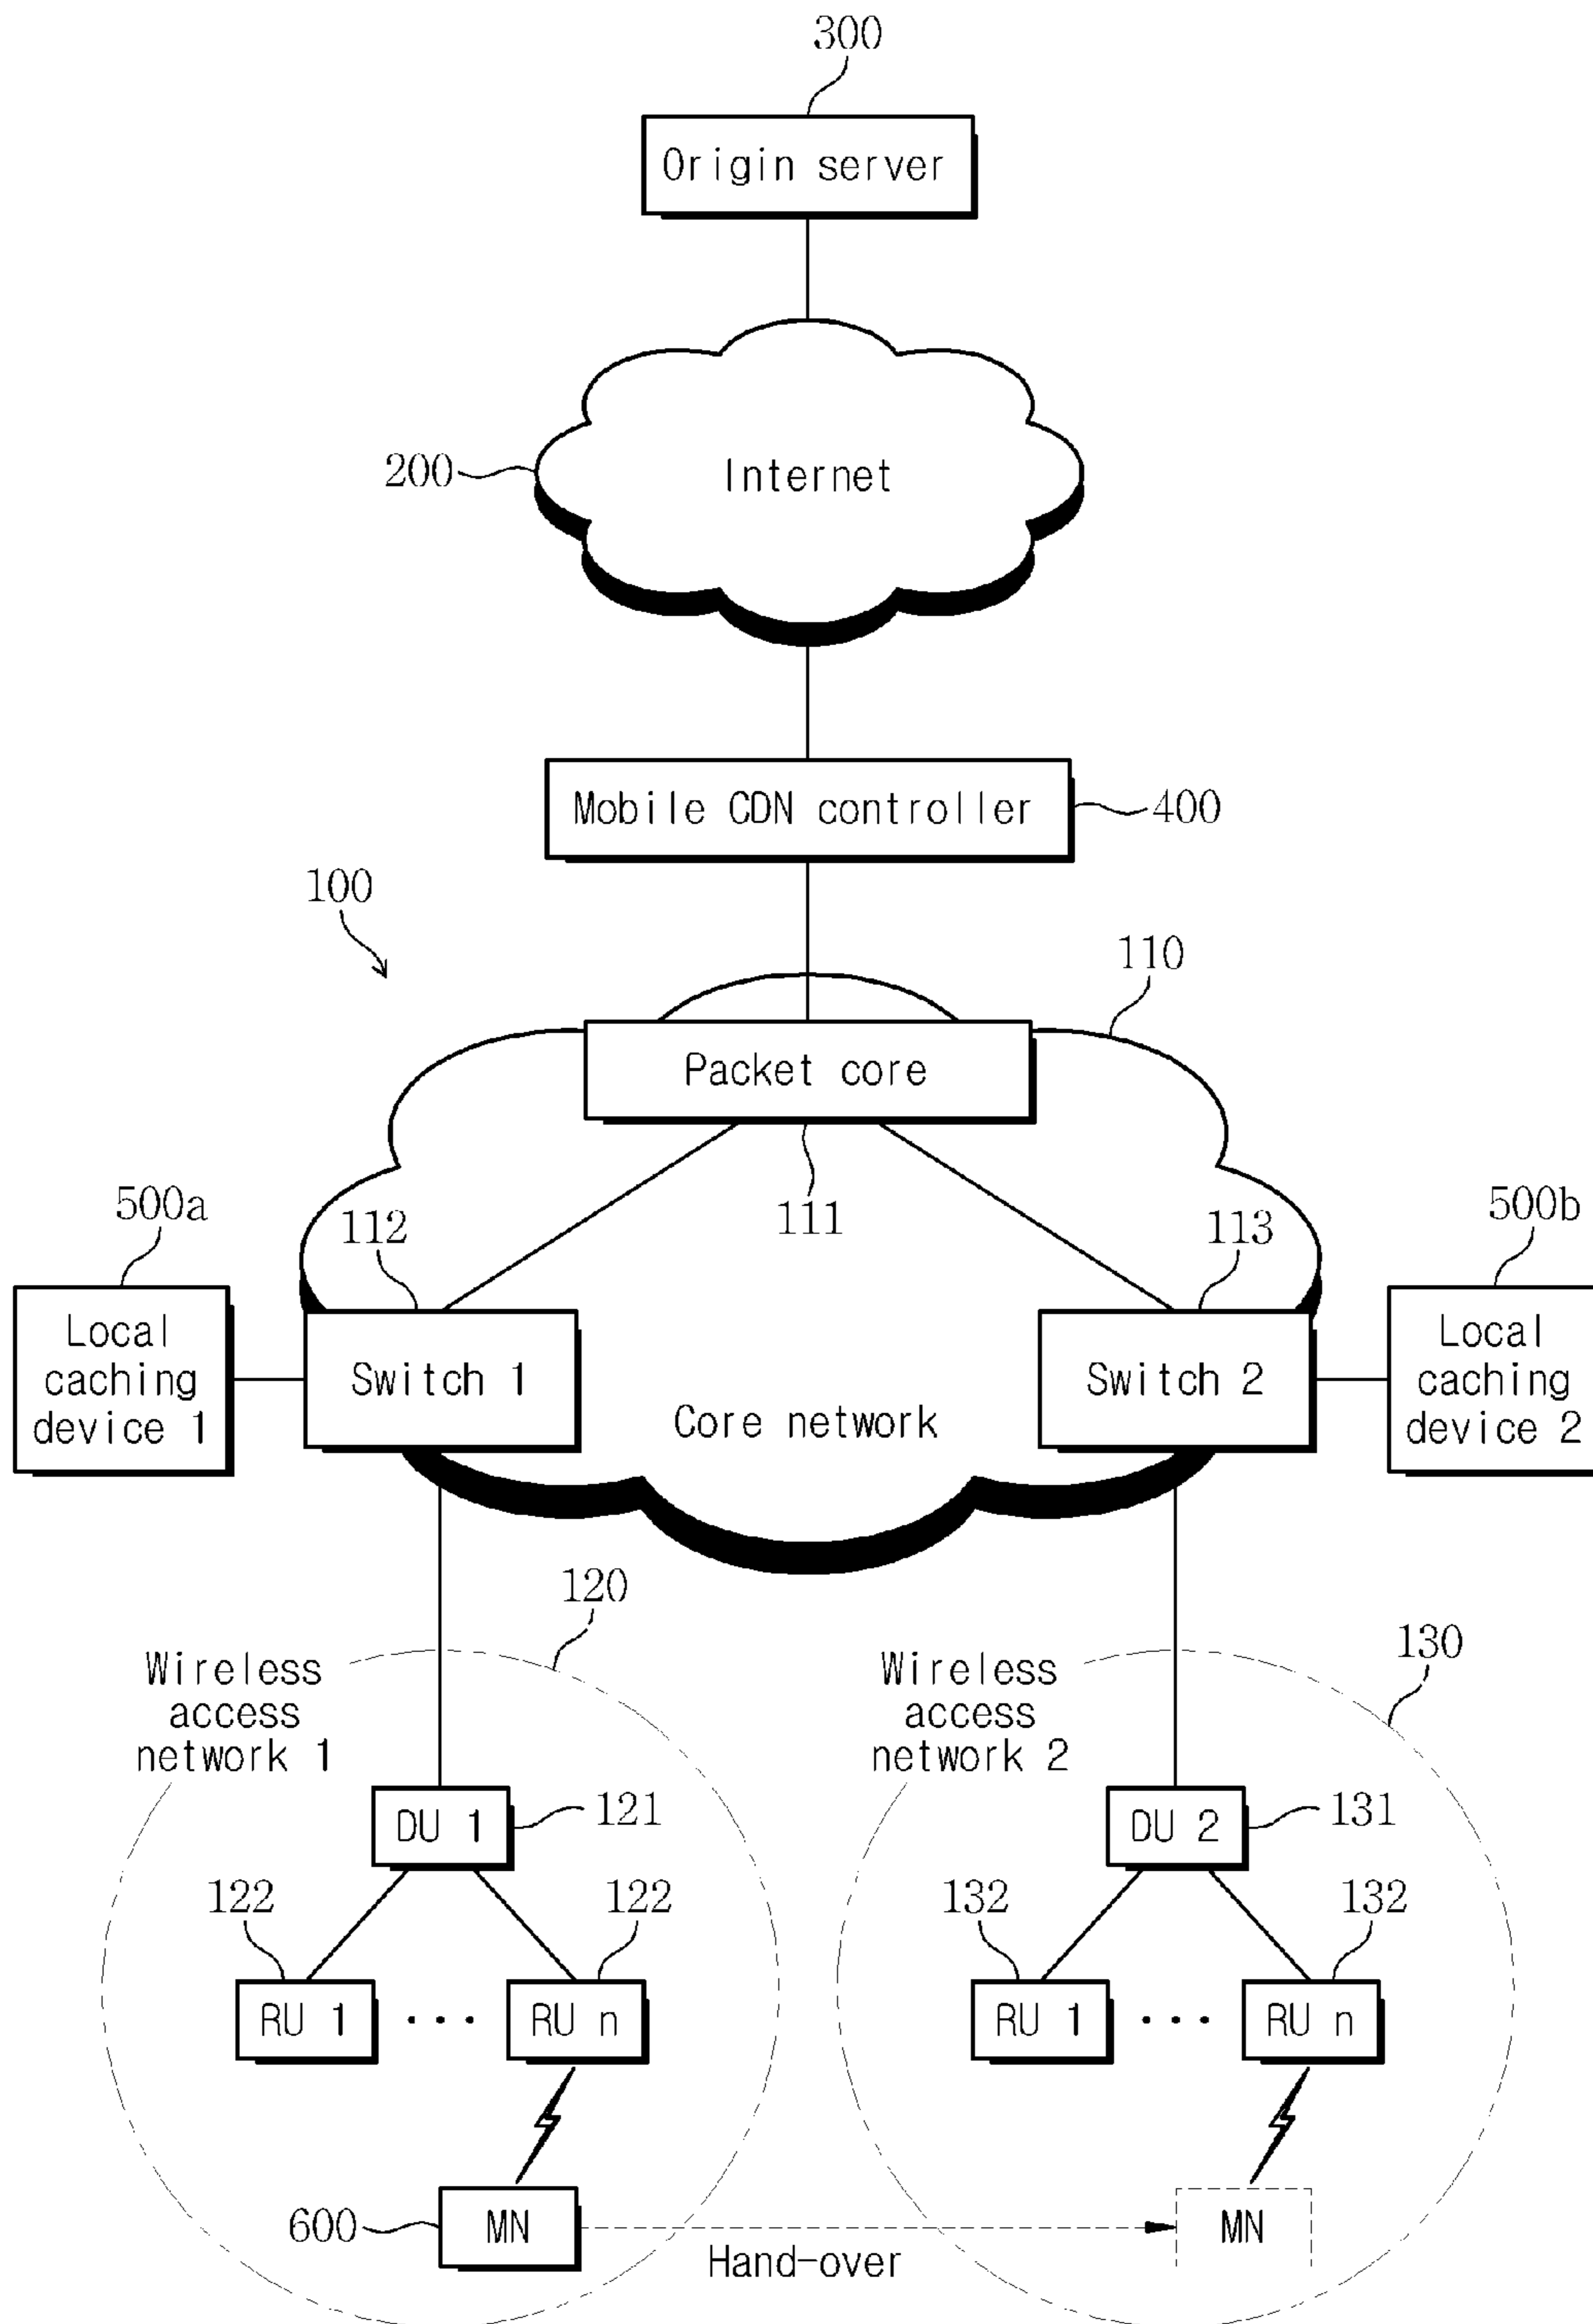 300
Origin server
200
Internet
Mobile CDN controller
400
100
110
Packet core
111
500a
112
113
500b
Local
caching
device 1
Switch 1
Switch 2
Local
caching
device 2
Core network
120
130
Wireless
access
network 1
Wireless
access
network 2
DU 1
121
DU 2
131
122
122
132
132
RU 1
...
RU n
RU 1
...
RU n
600
MN
MN
Hand-over